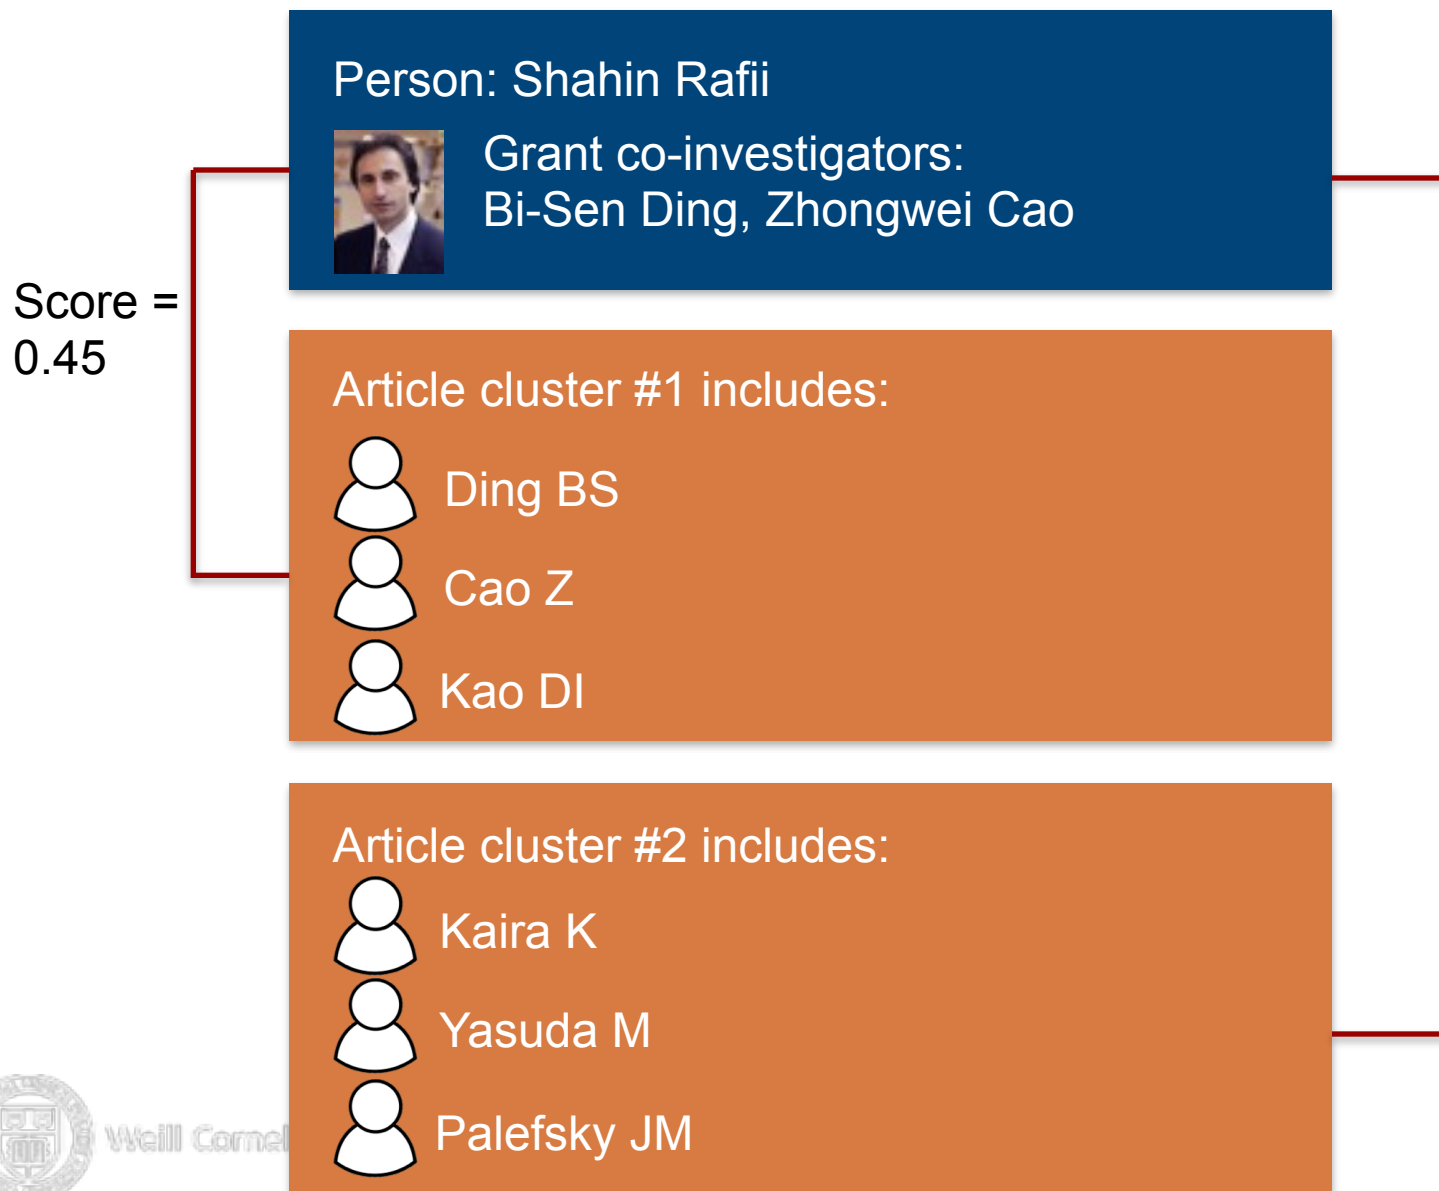 Person: Shahin Rafii
Grant co-investigators:
Bi-Sen Ding, Zhongwei Cao
Score =
0.45
Article cluster #1 includes:
Ding BS
Cao Z
Kao DI
Article cluster #2 includes:
Kaira K
Yasuda M
Palefsky JM
Weill Cornel